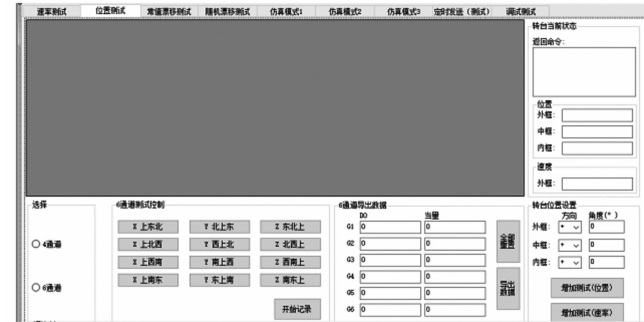 速率测试 位置测试 常值漂移测试 随机漂移测试 仿真模式1 仿真模式2 仿真模式3 定时发送（测试） 调试测试
转台当前状态
返回命令:
位置
外框:
中框:
内框:
速度
外框:
选择
4通道
6通道
6通道测试控制
X 上东北 Y 北上东 Z 东北上
X 上北西 Y 西上北 Z 北西上
X 上西南 Y 南上西 Z 西南上
X 上南东 Y 东上南 Z 南东上
开始记录
6通道导出数据
D0 当量
G1 0 0
G2 0 0
G3 0 0
G4 0 0
G5 0 0
G6 0 0
全部
重置
导出
数据
转台位置设置
方向 角度(°)
外框: + 0
中框: + 0
内框: + 0
增加测试(位置)
增加测试(速率)